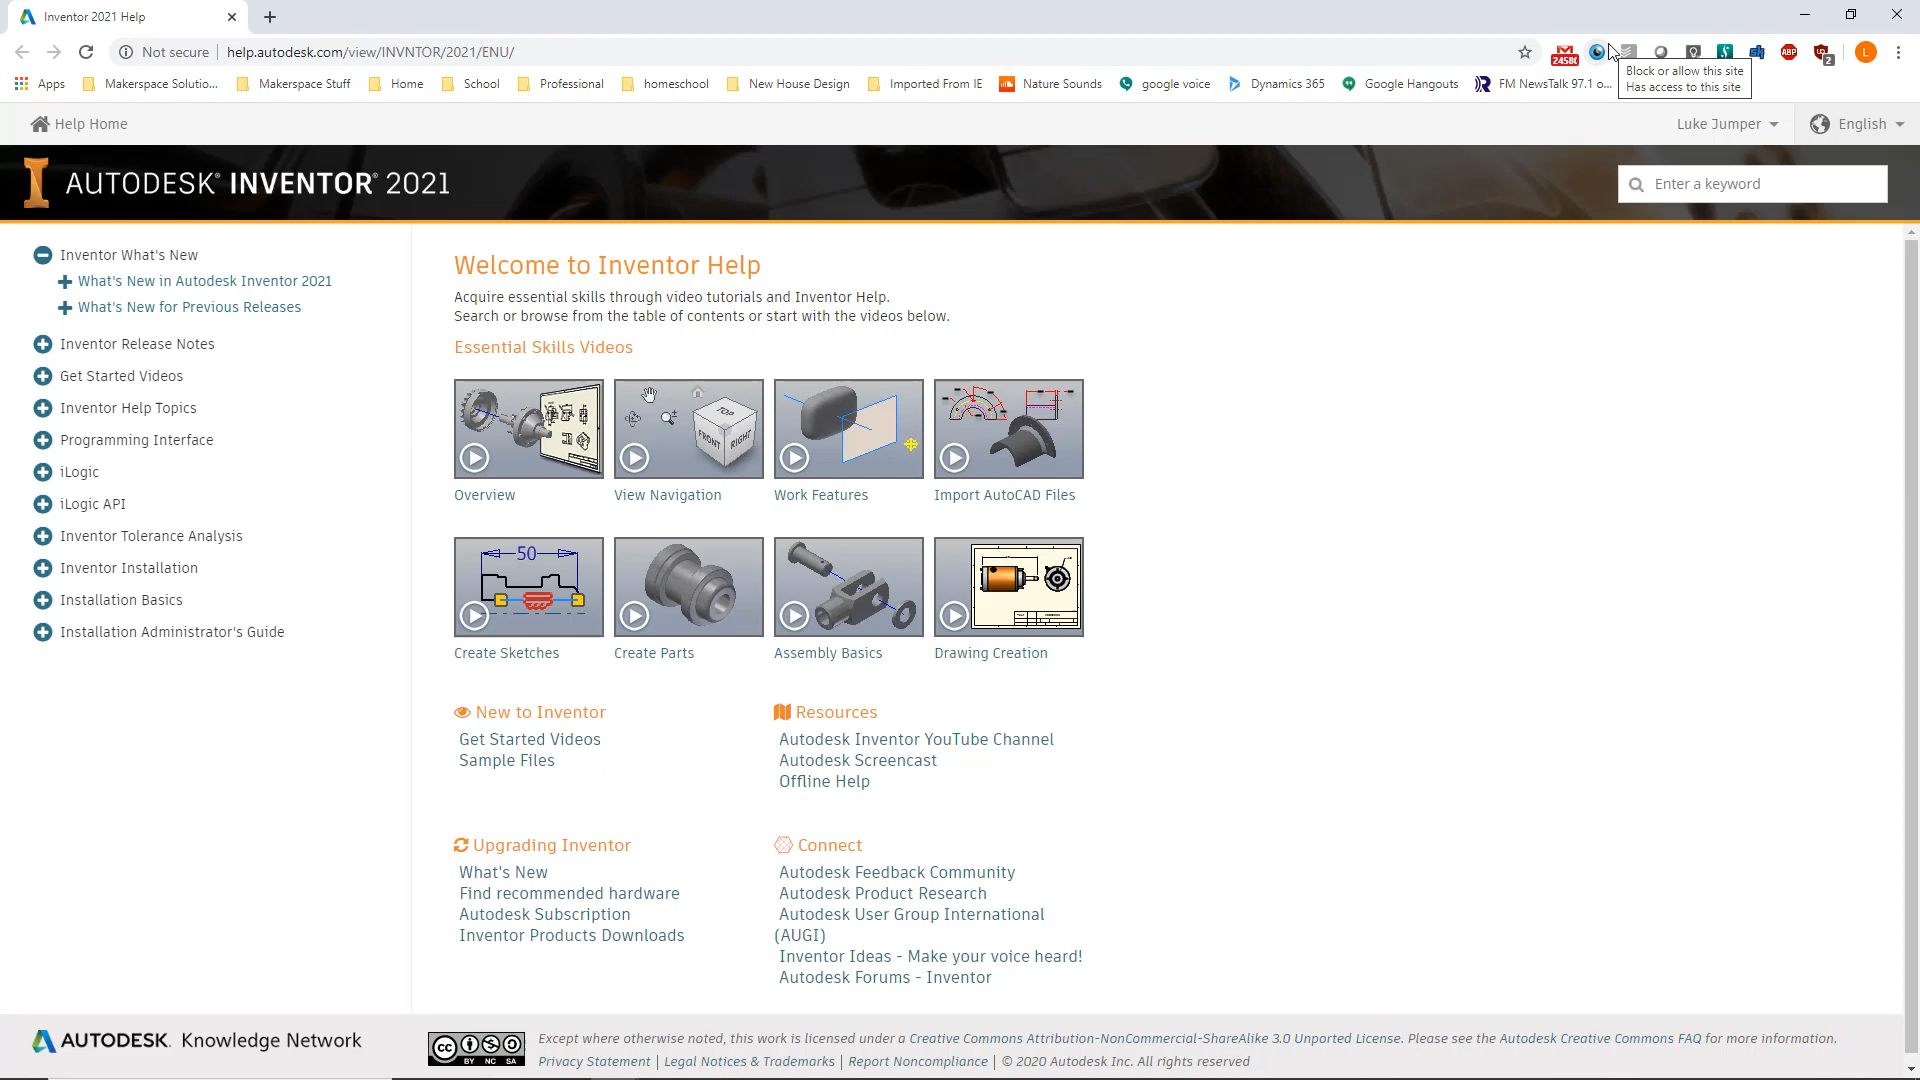 Inventor 2021 Help
Not secure
help.autodesk.com/view/INVNTOR/2021/ENU/
2458(
ABP
2
L
Apps
Makerspace Solutio...
Makerspace Stuff
Home
School
Professional
homeschool
New House Design
Imported From IE
Nature Sounds
google voice
Dynamics 365
Google Hangouts
FM NewsTalk 97.1 o...
Block or allow this site
Has access to this site
Help Home
Luke Jumper
English
AUTODESK® INVENTOR® 2021
Enter a keyword
Inventor What's New
What's New in Autodesk Inventor 2021
What's New for Previous Releases
Inventor Release Notes
Get Started Videos
Inventor Help Topics
Programming Interface
iLogic
iLogic API
Inventor Tolerance Analysis
Inventor Installation
Installation Basics
Installation Administrator's Guide
Welcome to Inventor Help
Acquire essential skills through video tutorials and Inventor Help.
Search or browse from the table of contents or start with the videos below.
Essential Skills Videos
TOP
FRONT
RIGHT
Overview
View Navigation
Work Features
Import AutoCAD Files
50
Create Sketches
Create Parts
Assembly Basics
Drawing Creation
New to Inventor
Get Started Videos
Sample Files
Resources
Autodesk Inventor YouTube Channel
Autodesk Screencast
Offline Help
Upgrading Inventor
What's New
Find recommended hardware
Autodesk Subscription
Inventor Products Downloads
Connect
Autodesk Feedback Community
Autodesk Product Research
Autodesk User Group International
(AUGI)
Inventor Ideas - Make your voice heard!
Autodesk Forums - Inventor
AUTODESK. Knowledge Network
cc
BY NC SA
Except where otherwise noted, this work is licensed under a Creative Commons Attribution-NonCommercial-ShareAlike 3.0 Unported License. Please see the Autodesk Creative Commons FAQ for more information.
Privacy Statement | Legal Notices & Trademarks | Report Noncompliance | © 2020 Autodesk Inc. All rights reserved